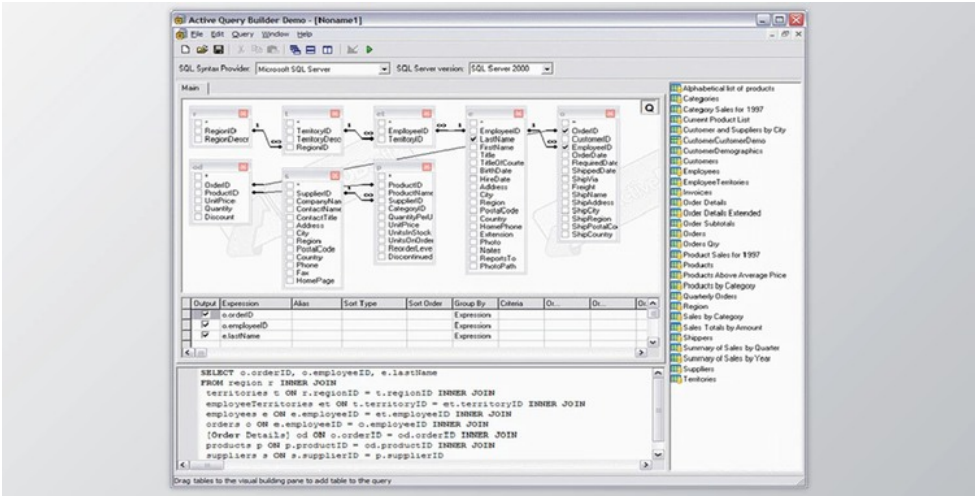 Active Query Builder Demo - [Noname1]
File Edit Query Window Help
SQL Syntax Provider: Microsoft SQL Server SQL Server version: SQL Server 2000
Main
Q
r
*
RegionID
RegionDescr
t
*
TerritoryID
TerritoryDesc
RegionID
et
*
EmployeeID
TerritoryID
e
*
EmployeeID
LastName
FirstName
Title
TitleOfCourte
BirthDate
HireDate
Address
City
Region
PostalCode
Country
HomePhone
Extension
Photo
Notes
ReportsTo
PhotoPath
o
*
OrderID
CustomerID
EmployeeID
OrderDate
RequiredDate
ShippedDate
ShipVia
Freight
ShipName
ShipAddress
ShipCity
ShipRegion
ShipPostalCo
ShipCountry
od
*
OrderID
ProductID
UnitPrice
Quantity
Discount
s
*
SupplierID
CompanyNan
ContactName
ContactTitle
Address
City
Region
PostalCode
Country
Phone
Fax
HomePage
p
*
ProductID
ProductName
SupplierID
CategoryID
QuantityPerU
UnitPrice
UnitsInStock
UnitsOnOrder
ReorderLeve
Discontinued
Output Expression Alias Sort Type Sort Order Group By Criteria Or... Or... Or
o.orderID Expression
o.employeeID Expression
e.lastName Expression
SELECT o.orderID, o.employeeID, e.lastName
FROM region r INNER JOIN
territories t ON r.regionID = t.regionID INNER JOIN
employeeTerritories et ON t.territoryID = et.territoryID INNER JOIN
employees e ON e.employeeID = et.employeeID INNER JOIN
orders o ON e.employeeID = o.employeeID INNER JOIN
[Order Details] od ON o.orderID = od.orderID INNER JOIN
products p ON p.productID = od.productID INNER JOIN
suppliers s ON s.supplierID = p.supplierID
Alphabetical list of products
Categories
Category Sales for 1997
Current Product List
Customer and Suppliers by City
CustomerCustomerDemo
CustomerDemographics
Customers
Employees
EmployeeTerritories
Invoices
Order Details
Order Details Extended
Order Subtotals
Orders
Orders Qry
Product Sales for 1997
Products
Products Above Average Price
Products by Category
Quarterly Orders
Region
Sales by Category
Sales Totals by Amount
Shippers
Summary of Sales by Quarter
Summary of Sales by Year
Suppliers
Territories
Drag tables to the visual building pane to add table to the query